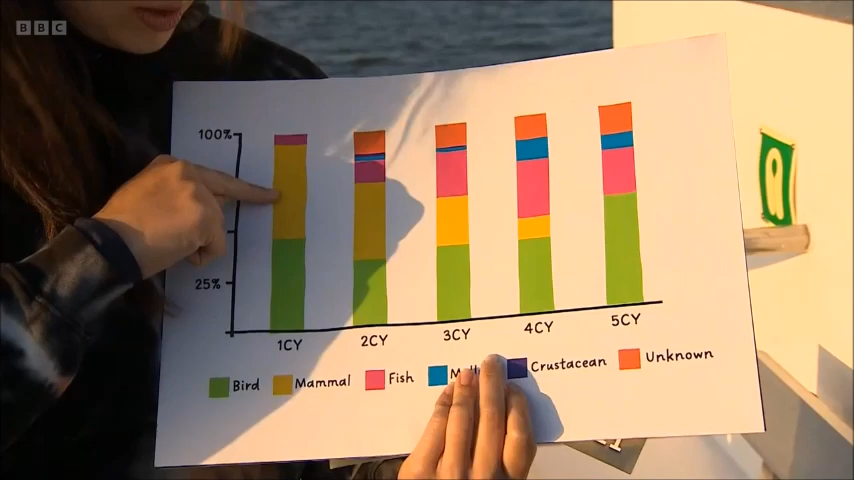 BBC
100%
25%
1CY 2CY 3CY 4CY 5CY
Bird Mammal Fish Crustacean Unknown